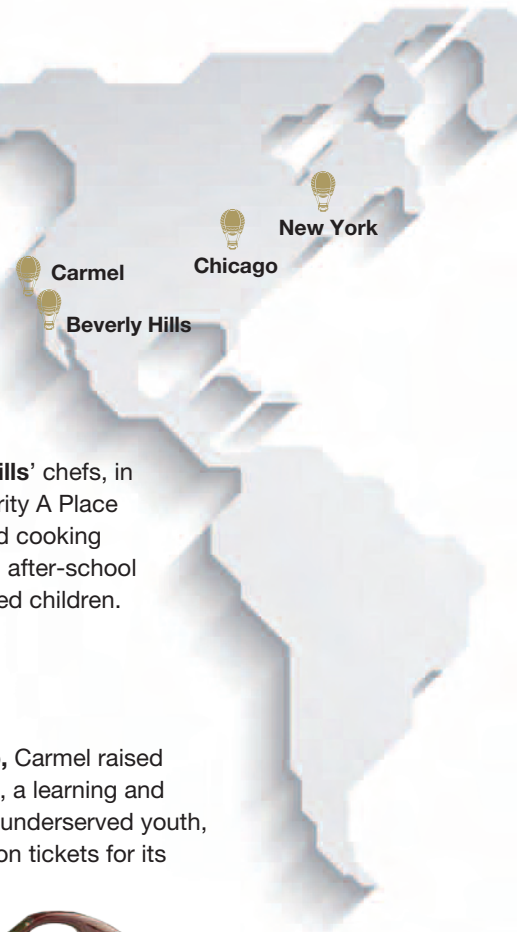 New York
Chicago
Carmel
Beverly Hills
ills’ chefs, in
rity A Place
d cooking
after-school
ed children.
, Carmel raised
, a learning and
underserved youth,
on tickets for its